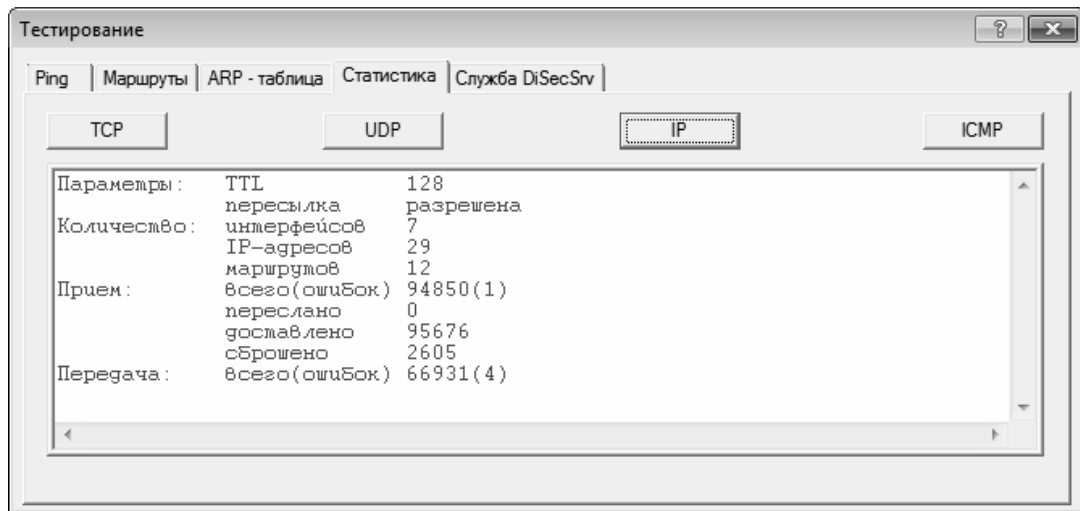 Тестирование
Ping Маршруты ARP - таблица Статистика Служба DiSecSrv
TCP UDP IP ICMP
Параметры: TTL 128
пересылка разрешена
Количество: интерфейсов 7
IP-адресов 29
маршрутов 12
Прием: всего(ошибок) 94850(1)
переслано 0
доставлено 95676
сброшено 2605
Передача: всего(ошибок) 66931(4)